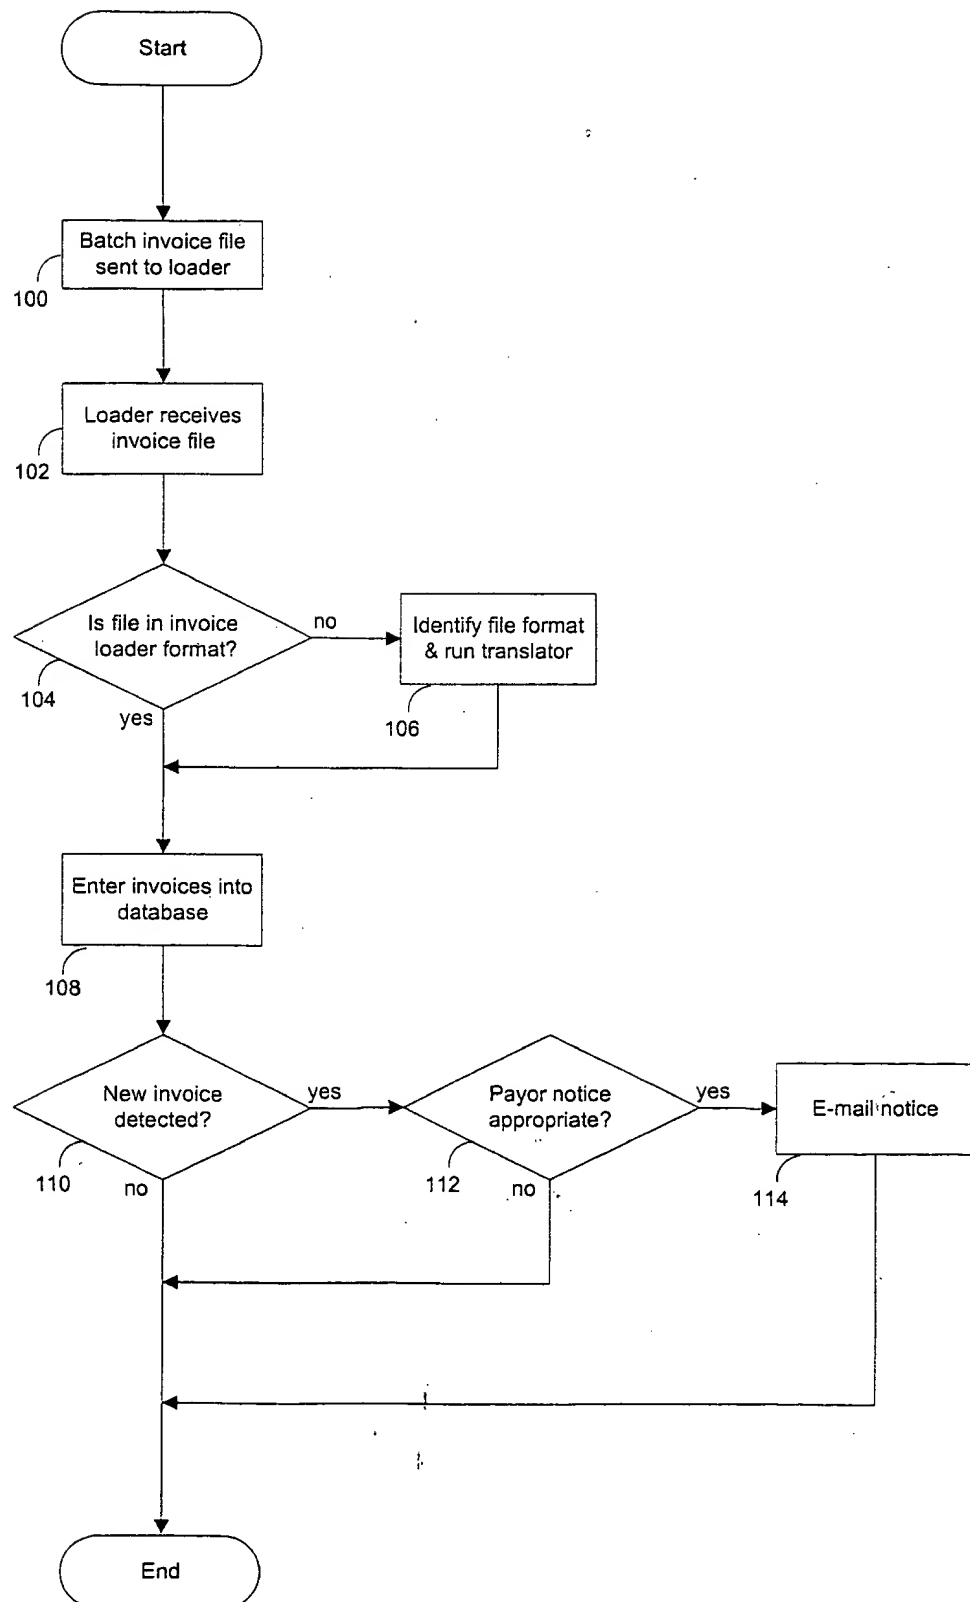 Start
Batch invoice file
sent to loader
100
Loader receives
invoice file
102
Is file in invoice
loader format?
no
Identify file format
& run translator
104
106
yes
Enter invoices into
database
108
New invoice
detected?
yes
Payor notice
appropriate?
yes
E-mail notice
110
no
112
no
114
End